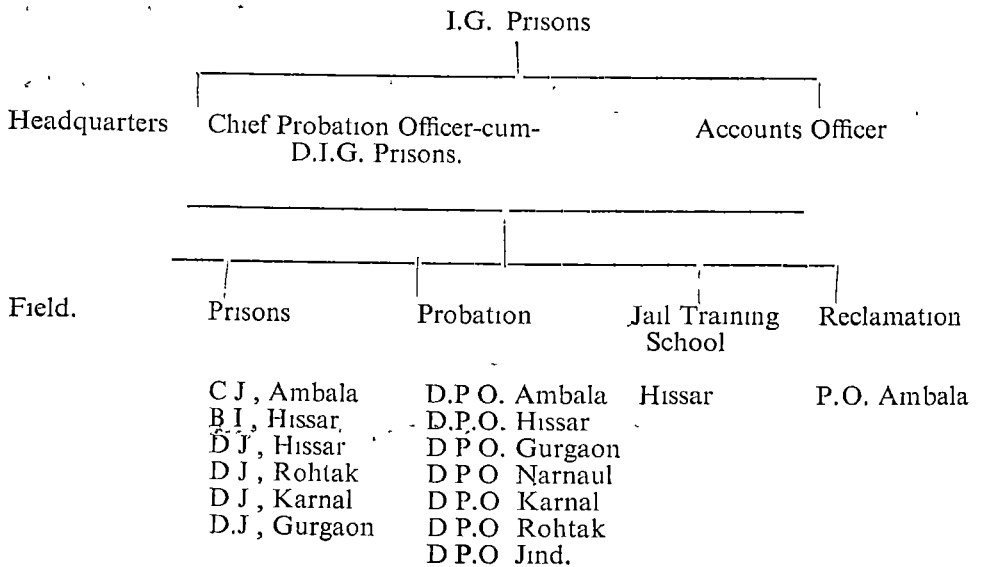 I.G. Prisons
Headquarters Chief Probation Officer-cum- Accounts Officer
D.I.G. Prisons.
Field. Prisons Probation Jail Training Reclamation
School
C J , Ambala D.P O. Ambala Hissar P.O. Ambala
B I , Hissar, D.P.O. Hissar
D J , Hissar D P O. Gurgaon
D J , Rohtak D P O Narnaul
D J , Karnal D P.O Karnal
D.J , Gurgaon D P.O Rohtak
D P.O Jind.